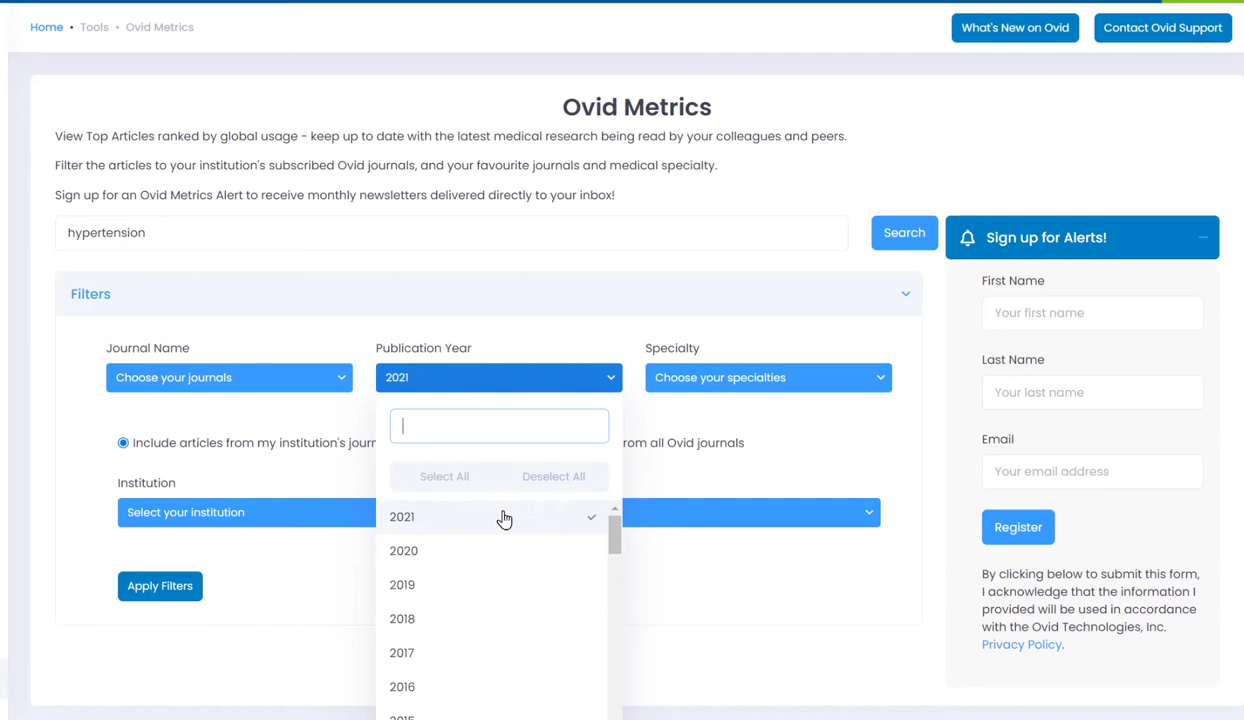 Home • Tools • Ovid Metrics
What's New on Ovid
Contact Ovid Support
Ovid Metrics
View Top Articles ranked by global usage - keep up to date with the latest medical research being read by your colleagues and peers.
Filter the articles to your institution's subscribed Ovid journals, and your favourite journals and medical specialty.
Sign up for an Ovid Metrics Alert to receive monthly newsletters delivered directly to your inbox!
hypertension
Search
Filters
Journal Name
Choose your journals
Publication Year
2021
Specialty
Choose your specialties
Select All
Deselect All
2021
2020
2019
2018
2017
2016
Include articles from my institution's jour
rom all Ovid journals
Institution
Select your institution
Apply Filters
Sign up for Alerts!
First Name
Your first name
Last Name
Your last name
Email
Your email address
Register
By clicking below to submit this form,
I acknowledge that the information I
provided will be used in accordance
with the Ovid Technologies, Inc.
Privacy Policy.